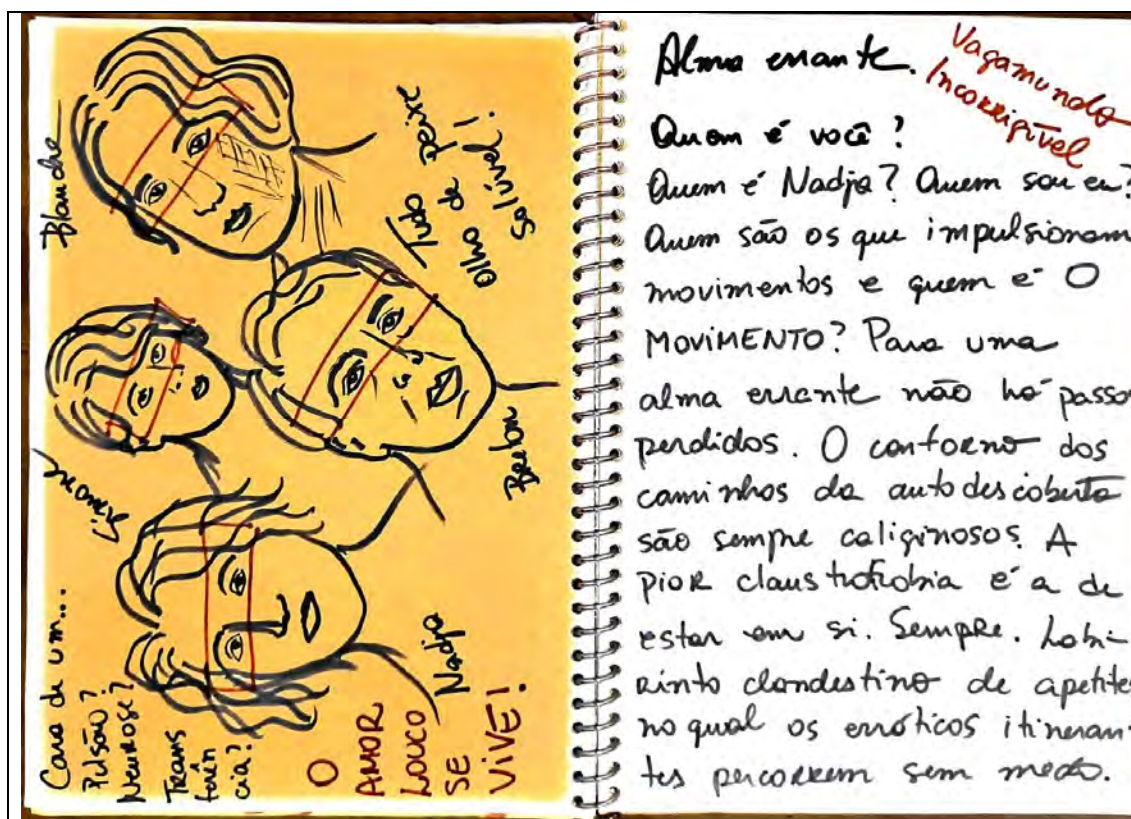 Blanche
Tudo peixe
olho de
solúvel!
Simone
Breton
Nadja
Cara de um...
Pulsão?
Neurose?
Trans
ferên
cia?
O
AMOR
LOUCO
SE
VIVE!
Alma errante.
Vagamundo
Incorrigível
Quem é você?
Quem é Nadja? Quem sou eu?
Quem são os que impulsionam
movimentos e quem é O
MOVIMENTO? Para uma
alma errante não há passos
perdidos. O contorno dos
caminhos da autodescoberta
são sempre caliginosos. A
pior claustrofobia é a de
estar em si. Sempre. Labi-
rinto clandestino de apetites
no qual os erróticos itineran-
tes percorrem sem medo.